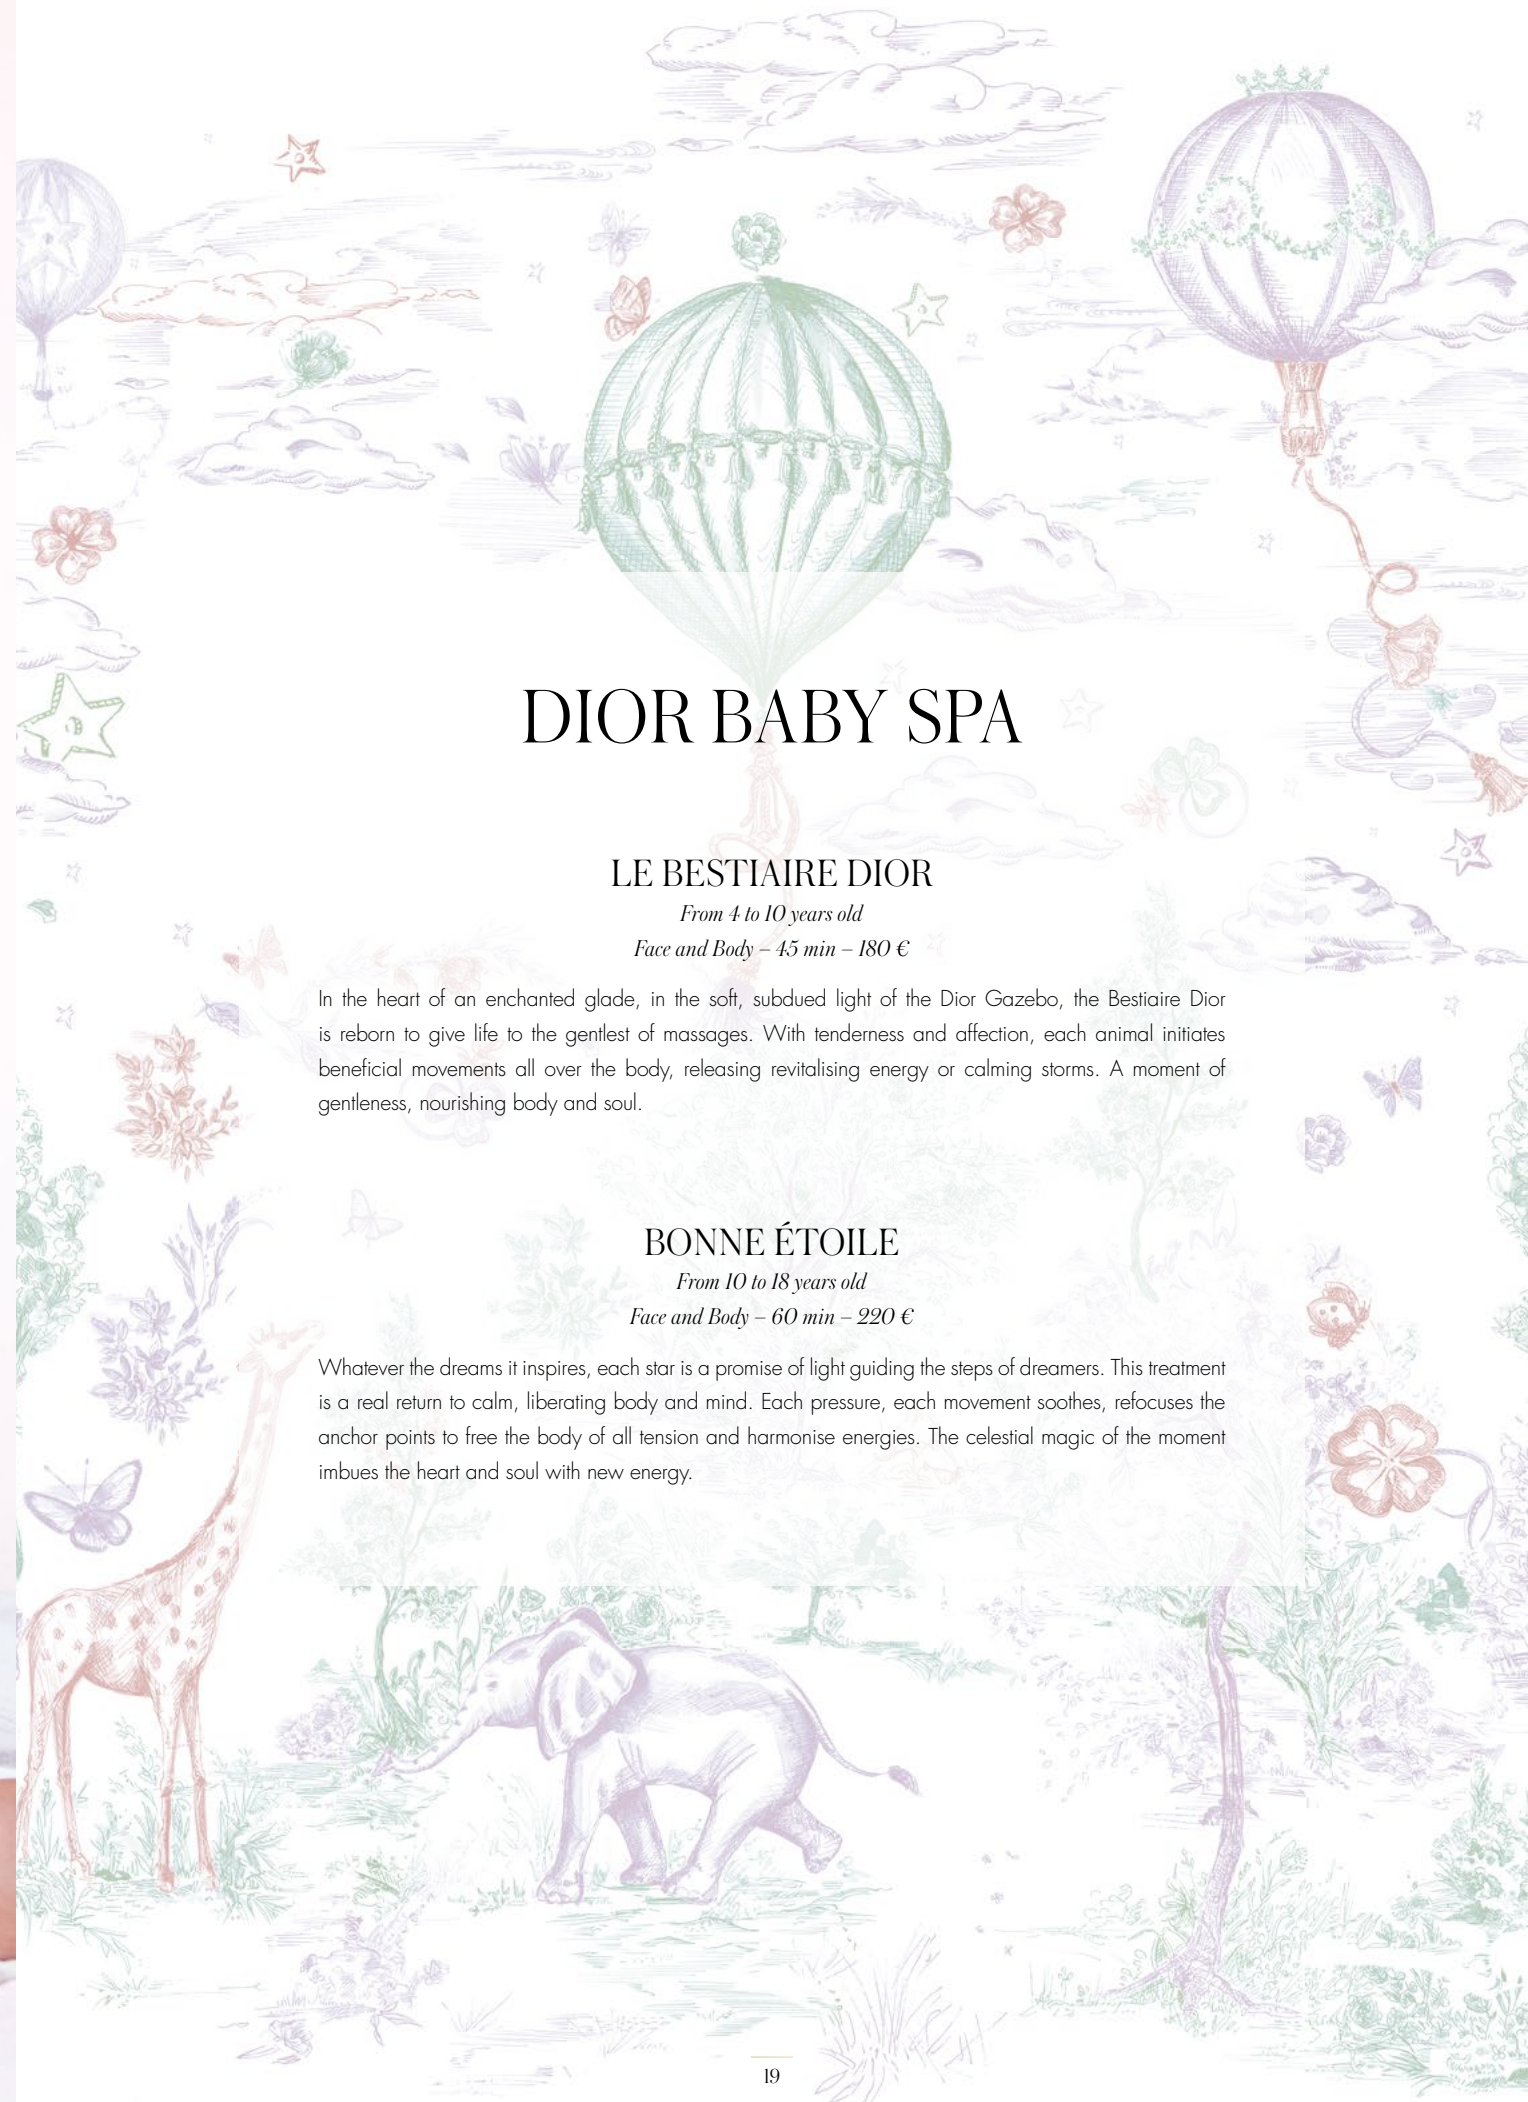 DIOR BABY SPA
LE BESTIAIRE DIOR
From 4 to 10 years old
Face and Body – 45 min – 180 €
In the heart of an enchanted glade, in the soft, subdued light of the Dior Gazebo, the Bestiaire Dior
is reborn to give life to the gentlest of massages. With tenderness and affection, each animal initiates
beneficial movements all over the body, releasing revitalising energy or calming storms. A moment of
gentleness, nourishing body and soul.
BONNE ÉTOILE
From 10 to 18 years old
Face and Body – 60 min – 220 €
Whatever the dreams it inspires, each star is a promise of light guiding the steps of dreamers. This treatment
is a real return to calm, liberating body and mind. Each pressure, each movement soothes, refocuses the
anchor points to free the body of all tension and harmonise energies. The celestial magic of the moment
imbues the heart and soul with new energy.
19